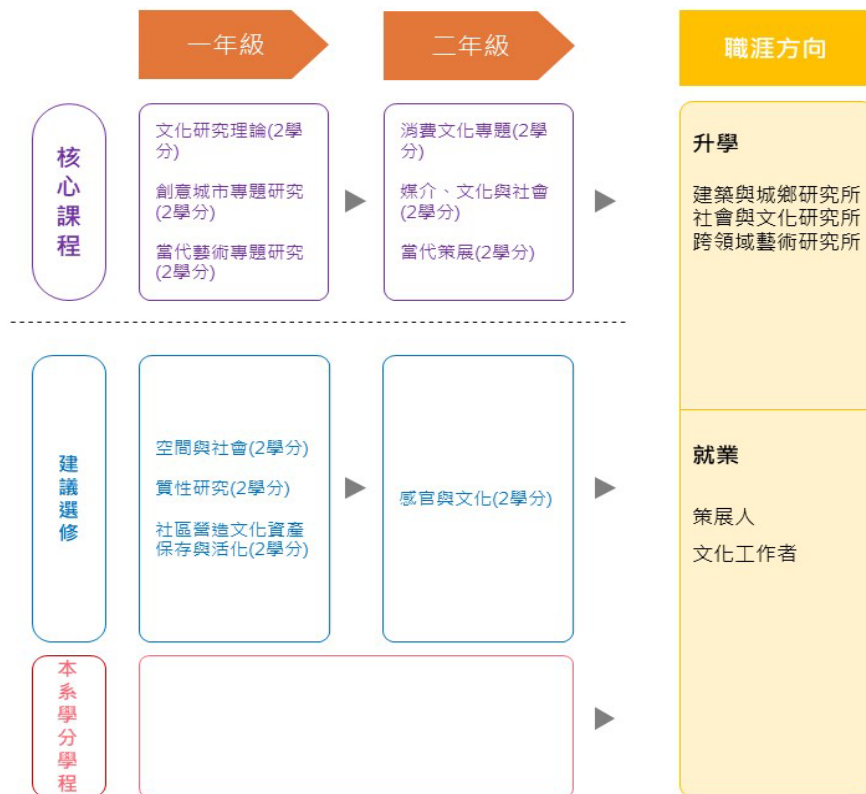 一年級
二年級
職涯方向
核心課程
文化研究理論(2學
分)
創意城市專題研究
(2學分)
當代藝術專題研究
(2學分)
消費文化專題(2學
分)
媒介、文化與社會
(2學分)
當代策展(2學分)
升學
建築與城鄉研究所
社會與文化研究所
跨領域藝術研究所
建議選修
空間與社會(2學分)
質性研究(2學分)
社區營造文化資產
保存與活化(2學分)
感官與文化(2學分)
就業
策展人
文化工作者
本系學分學程